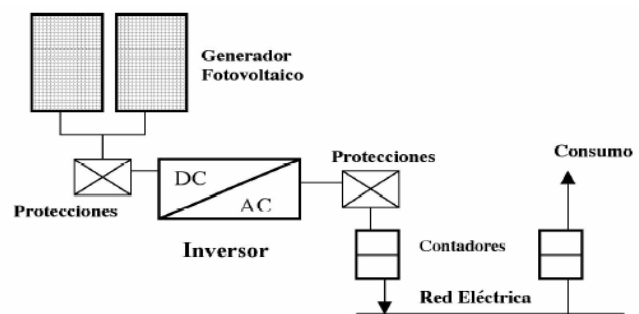 Generador
Fotovoltaico
Protecciones
DC
AC
Inversor
Protecciones
Consumo
Contadores
Red Eléctrica